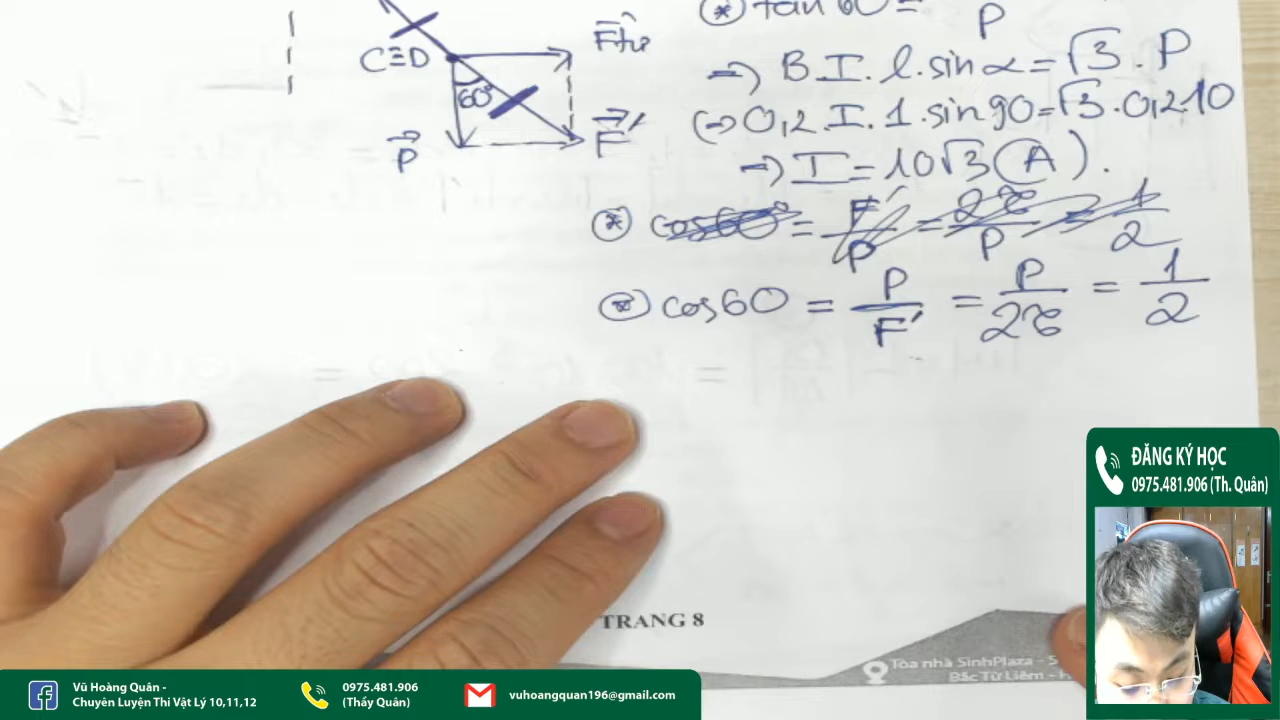 (*) tan 60 =
P
C≡D
F→từ
=> B.I.l.sinα = √3.P
60°
(=> 0,2.I.1.sin90 = √3.0,2.10
P→
F→'
=> I = 10√3 (A).
(*) cos60° = F'/P = 2τ/P = 1/2
(*) cos60 = P/F' = P/2τ = 1/2
ĐĂNG KÝ HỌC
0975.481.906 (Th. Quân)
TRANG 8
Tòa nhà SinhPlaza - S
Bắc Từ Liêm - H
Vũ Hoàng Quân -
Chuyên Luyện Thi Vật Lý 10,11,12
0975.481.906
(Thầy Quân)
vuhoangquan196@gmail.com